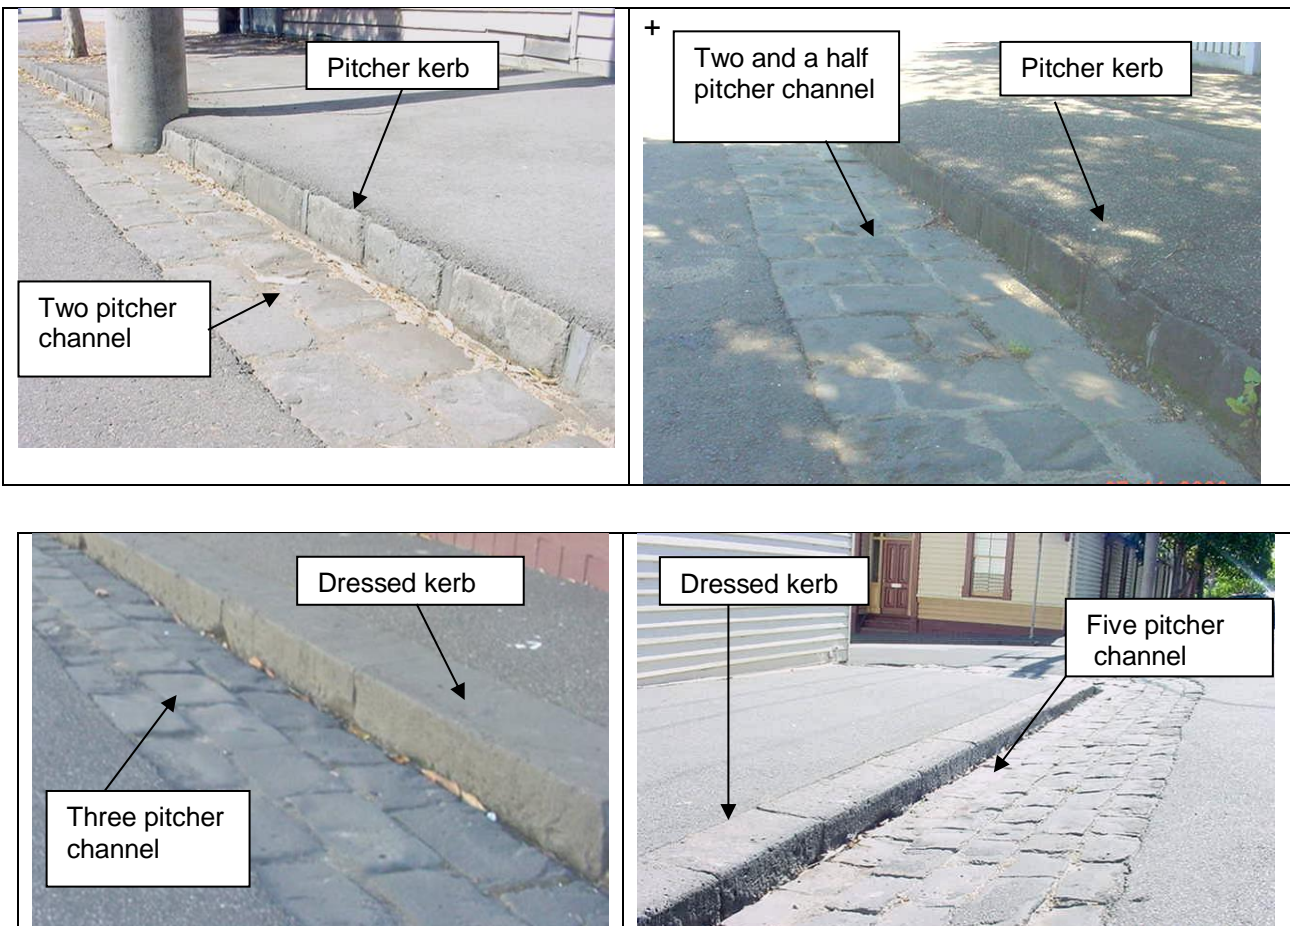 +
Pitcher kerb
Two and a half
pitcher channel
Pitcher kerb
Two pitcher
channel
Dressed kerb
Dressed kerb
Five pitcher
channel
Three pitcher
channel